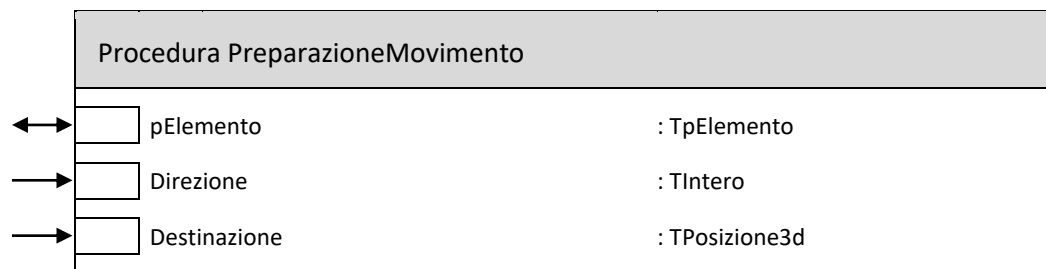 Procedura PreparazioneMovimento
pElemento : TpElemento
Direzione : TIntero
Destinazione : TPosizione3d